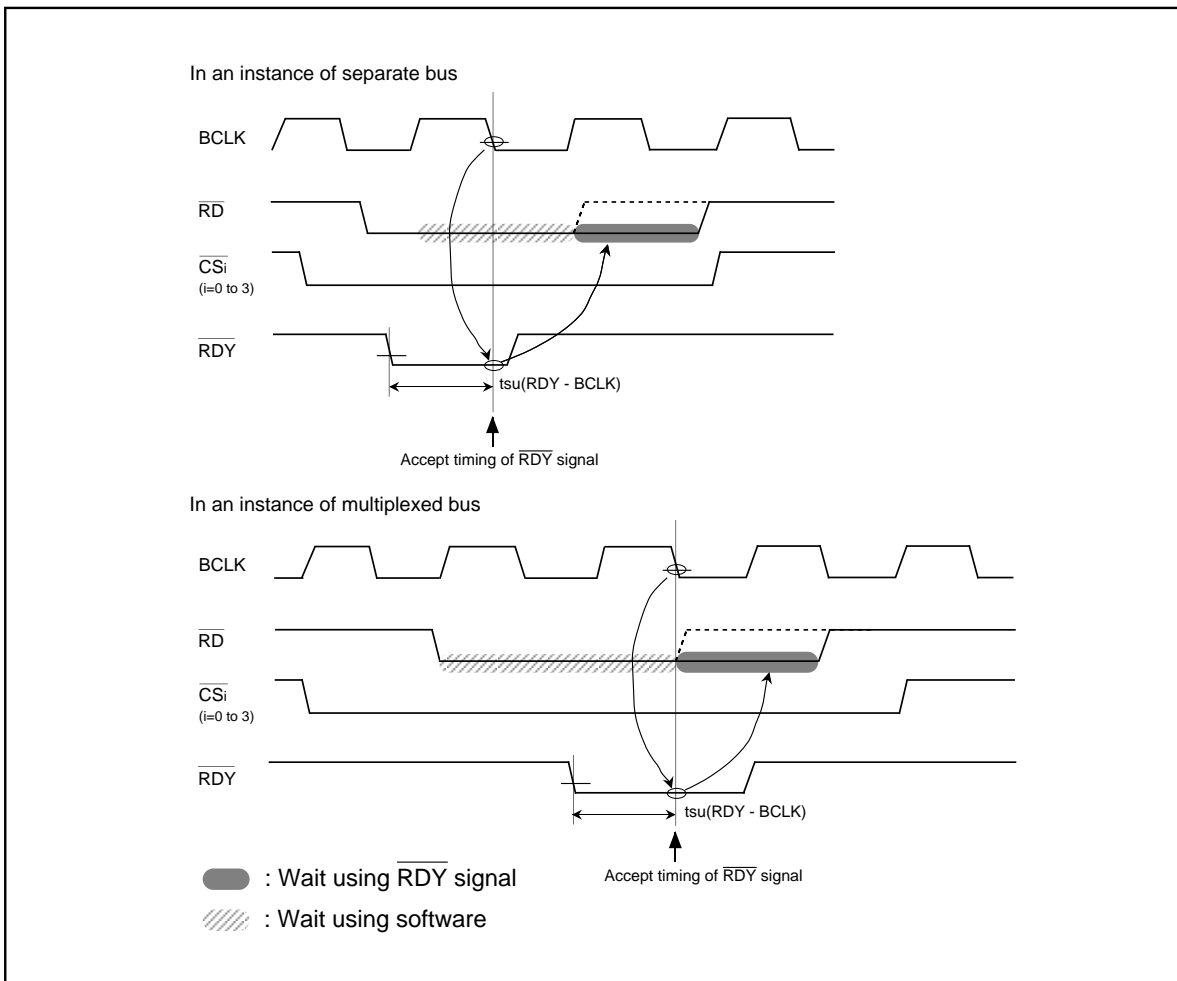 In an instance of separate bus
BCLK
RD
CSi
(i=0 to 3)
RDY
tsu(RDY - BCLK)
Accept timing of RDY signal
In an instance of multiplexed bus
BCLK
RD
CSi
(i=0 to 3)
RDY
tsu(RDY - BCLK)
Accept timing of RDY signal
: Wait using RDY signal
: Wait using software